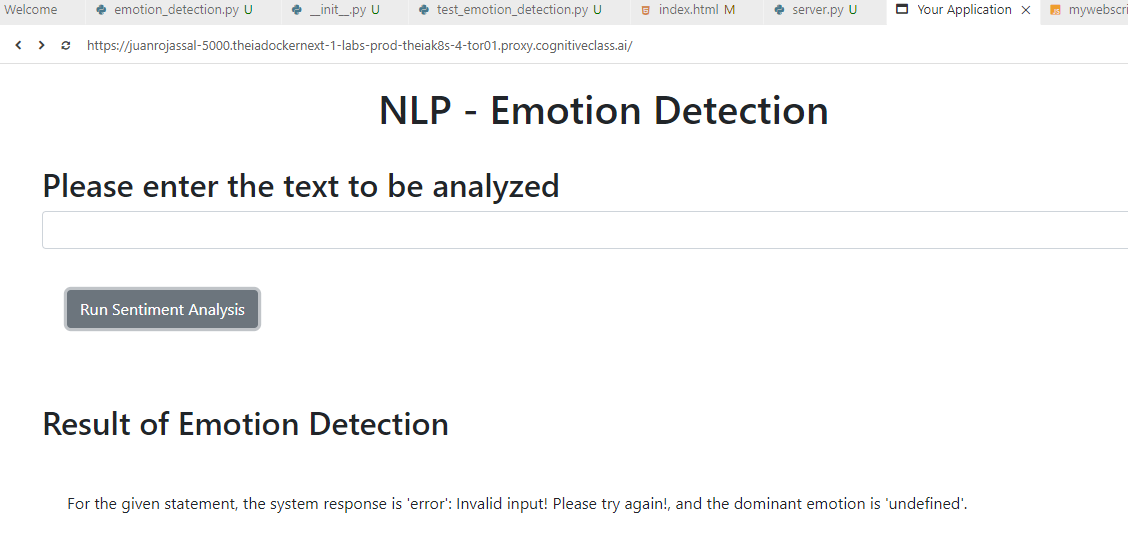 Welcome emotion_detection.py U __init__.py U test_emotion_detection.py U index.html M server.py U Your Application mywebscri
https://juanrojassal-5000.theiadockernext-1-labs-prod-theiak8s-4-tor01.proxy.cognitiveclass.ai/
NLP - Emotion Detection
Please enter the text to be analyzed
Run Sentiment Analysis
Result of Emotion Detection
For the given statement, the system response is 'error': Invalid input! Please try again!, and the dominant emotion is 'undefined'.